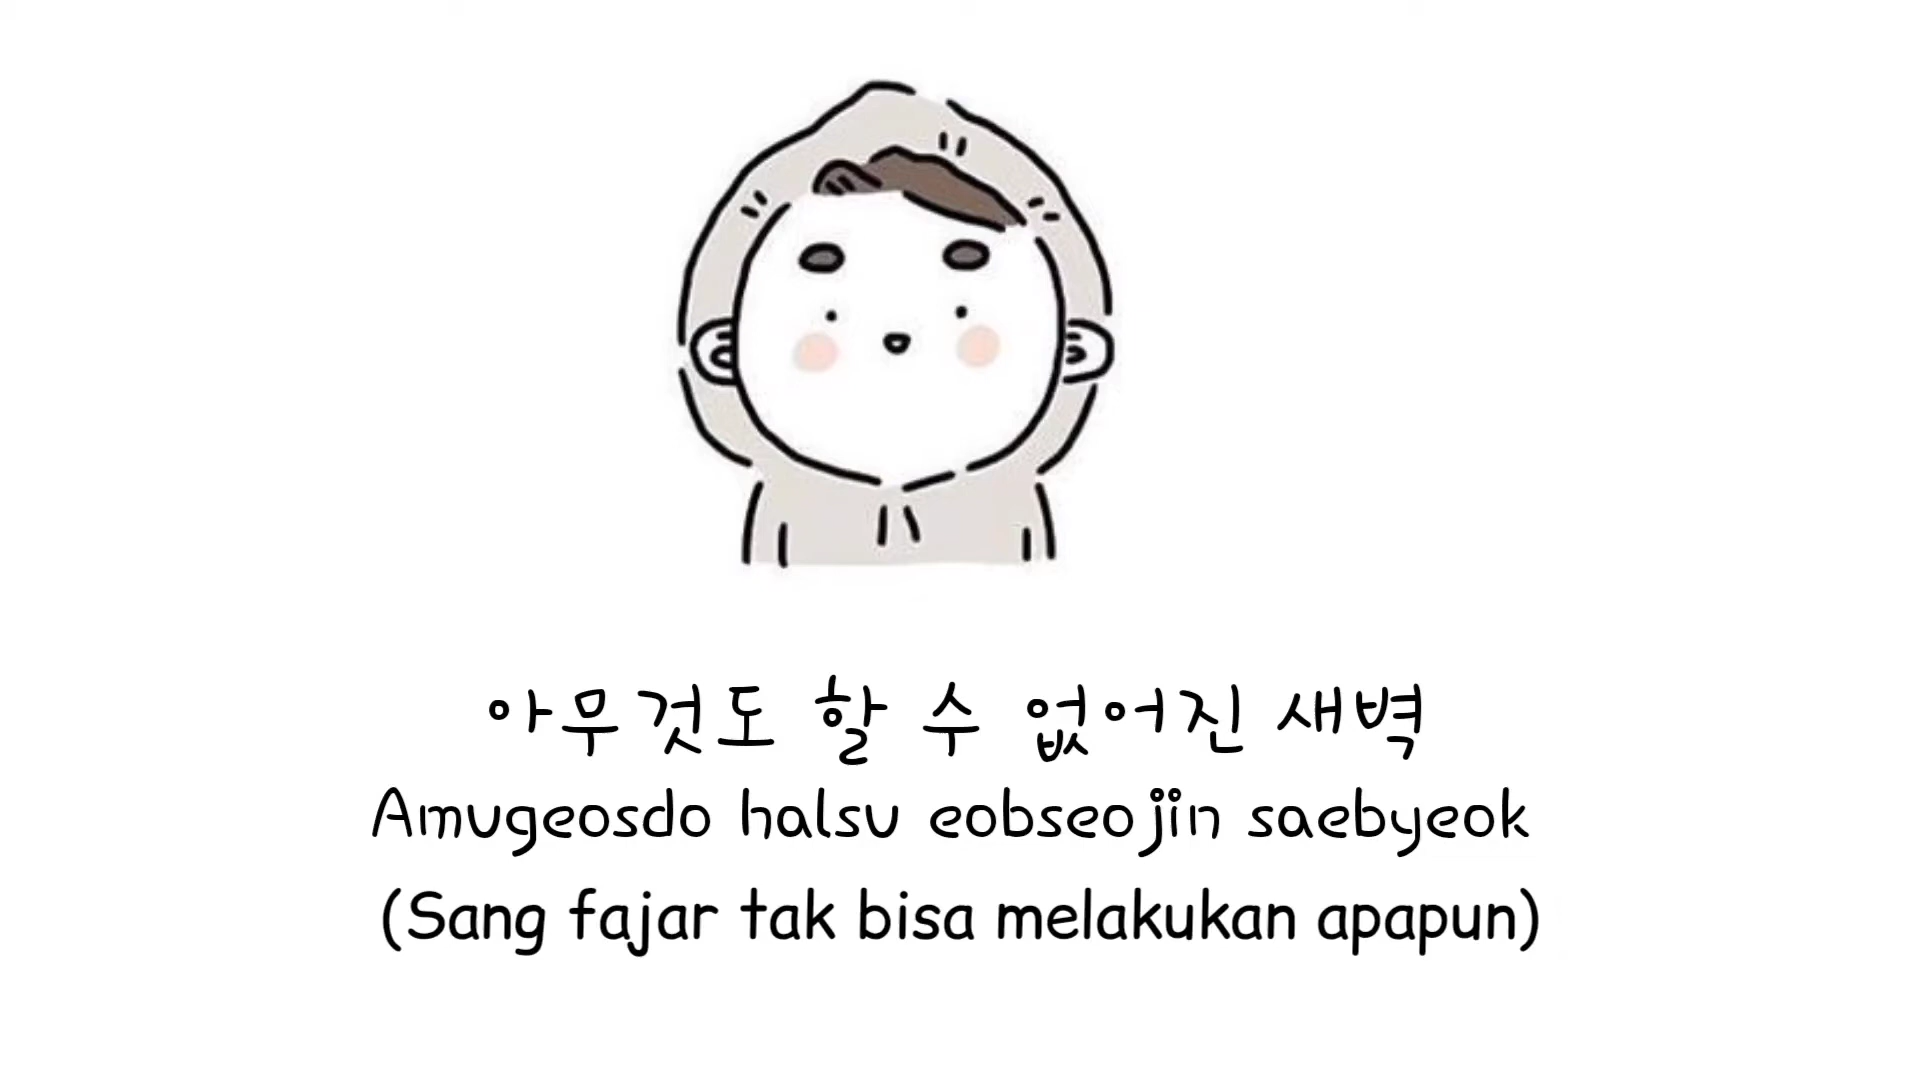 아무것도 할 수 없어진 새벽
Amugeosdo halsu eobseojin saebyeok
(Sang fajar tak bisa melakukan apapun)